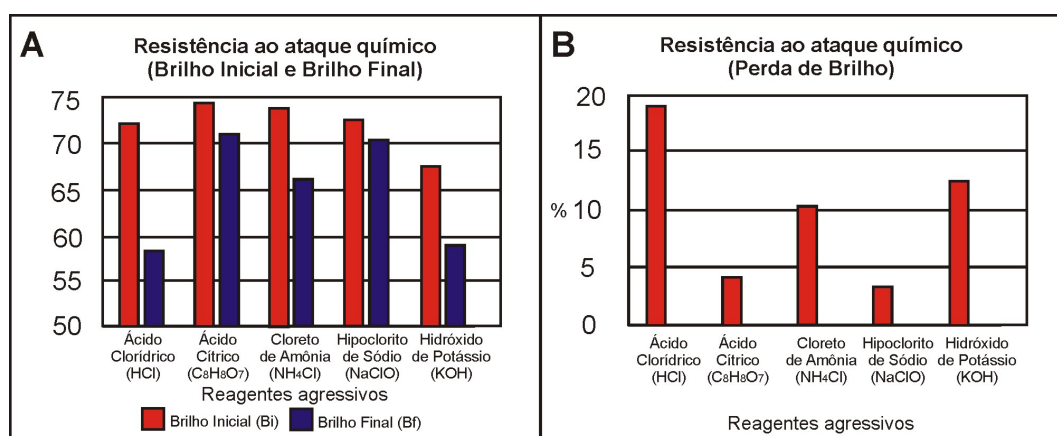 A
Resistência ao ataque químico
(Brilho Inicial e Brilho Final)
75
70
65
60
55
50
Ácido
Clorídrico
(HCl)
Ácido
Cítrico
(C₈H₈O₇)
Cloreto
de Amônia
(NH₄Cl)
Hipoclorito
de Sódio
(NaClO)
Hidróxido
de Potássio
(KOH)
Reagentes agressivos
Brilho Inicial (Bi)
Brilho Final (Bf)
B
Resistência ao ataque químico
(Perda de Brilho)
20
15
% 10
5
0
Ácido
Clorídrico
(HCl)
Ácido
Cítrico
(C₈H₈O₇)
Cloreto
de Amônia
(NH₄Cl)
Hipoclorito
de Sódio
(NaClO)
Hidróxido
de Potássio
(KOH)
Reagentes agressivos